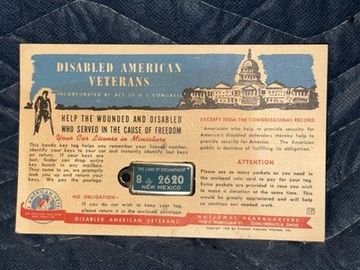 DISABLED AMERICAN
VETERANS
INCORPORATED BY ACT OF U S CONGRESS
HELP THE WOUNDED AND DISABLED
WHO SERVED IN THE CAUSE OF FREEDOM
Your Car License in Miniature
This handy key tag helps you remember your license number,
your keys to your car and instantly identify lost keys
or return. If your keys are
lost, finder can drop entire
key bunch in any mailbox.
They come to us, we promptly
look you up and return your
keys. We pay the postage.
THE LAND OF ENCHANTMENT
8 2620
NEW MEXICO
NO OBLIGATION—
If you do not wish to keep your tag,
please return it in the enclosed envelope.
DISABLED AMERICAN VETERANS
EXCERPT FROM THE CONGRESSIONAL RECORD
"Americans who help to provide security for
America's disabled defenders thereby help to
provide security for America . . The American
public is desirous of fulfilling its obligation."
ATTENTION
Please use as many pockets as you need in
the enclosed coin card to pay for your tags.
Extra pockets are provided in case you wish
to make a donation at the same time. This
would be greatly appreciated and will help
us continue our needed work.
NATIONAL HEADQUARTERS
CINCINNATI 6, OHIO